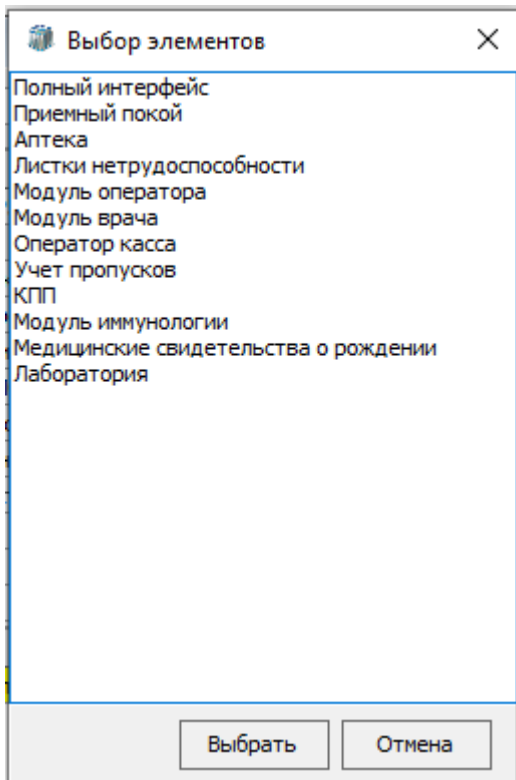 Выбор элементов
Полный интерфейс
Приемный покой
Аптека
Листки нетрудоспособности
Модуль оператора
Модуль врача
Оператор касса
Учет пропусков
КПП
Модуль иммунологии
Медицинские свидетельства о рождении
Лаборатория
Выбрать
Отмена